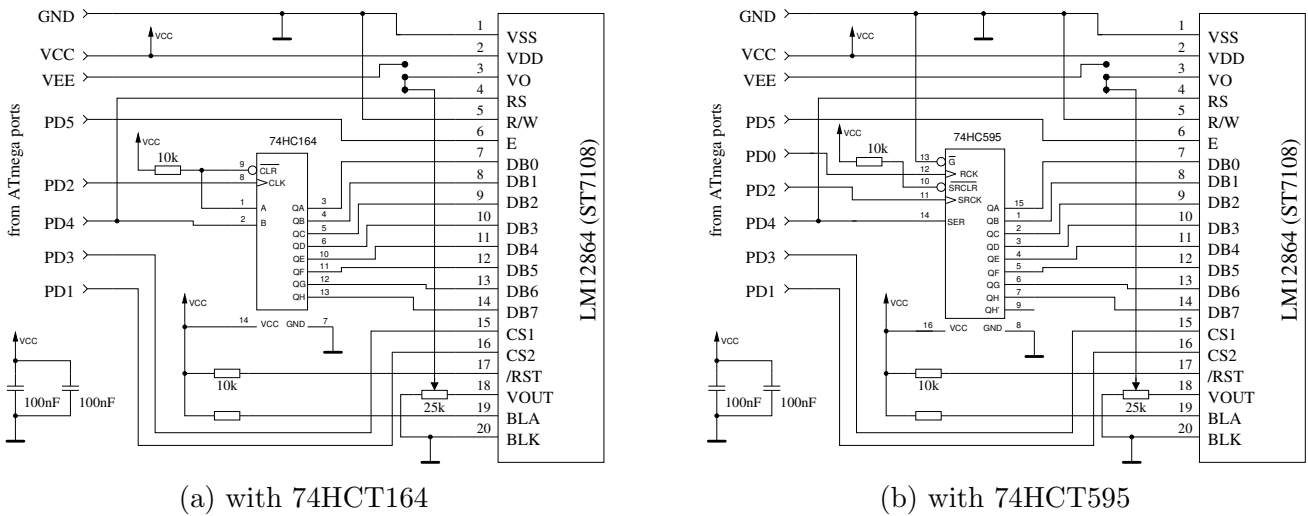 from ATmega ports
GND
VCC
VEE
PD5
PD2
PD4
PD3
PD1
VCC
VCC
10k
74HC164
9 CLR
8 CLK
1 A
2 B
QA 3
QB 4
QC 5
QD 6
QE 10
QF 11
QG 12
QH 13
VCC
14 VCC GND 7
10k
VCC
100nF 100nF
25k
1 VSS
2 VDD
3 VO
4 RS
5 R/W
6 E
7 DB0
8 DB1
9 DB2
10 DB3
11 DB4
12 DB5
13 DB6
14 DB7
15 CS1
16 CS2
17 /RST
18 VOUT
19 BLA
20 BLK
LM12864 (ST7108)
(a) with 74HCT164
from ATmega ports
GND
VCC
VEE
PD5
PD0
PD2
PD4
PD3
PD1
VCC
VCC
10k
74HC595
13 G
12 RCK
10 SRCLR
11 SRCK
14 SER
QA 15
QB 1
QC 2
QD 3
QE 4
QF 5
QG 6
QH 7
QH' 9
VCC
16 VCC GND 8
10k
VCC
100nF 100nF
25k
1 VSS
2 VDD
3 VO
4 RS
5 R/W
6 E
7 DB0
8 DB1
9 DB2
10 DB3
11 DB4
12 DB5
13 DB6
14 DB7
15 CS1
16 CS2
17 /RST
18 VOUT
19 BLA
20 BLK
LM12864 (ST7108)
(b) with 74HCT595